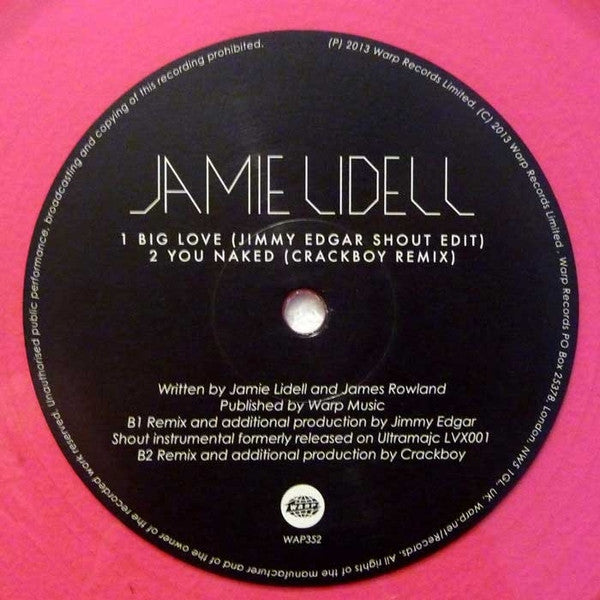 JAMIE LIDELL
1 BIG LOVE (JIMMY EDGAR SHOUT EDIT)
2 YOU NAKED (CRACKBOY REMIX)
Written by Jamie Lidell and James Rowland
Published by Warp Music
B1 Remix and additional production by Jimmy Edgar
Shout instrumental formerly released on Ultramajc LVX001
B2 Remix and additional production by Crackboy
WARP
WAP352
(P) 2013 Warp Records Limited. (C) 2013 Warp Records Limited , Warp Records PO Box 25378, London, NW5 1GL, UK. Warp.net/Records. All rights of the manufacturer and of the owner of the recorded work reserved. Unauthorised public performance, broadcasting and copying of this recording prohibited.